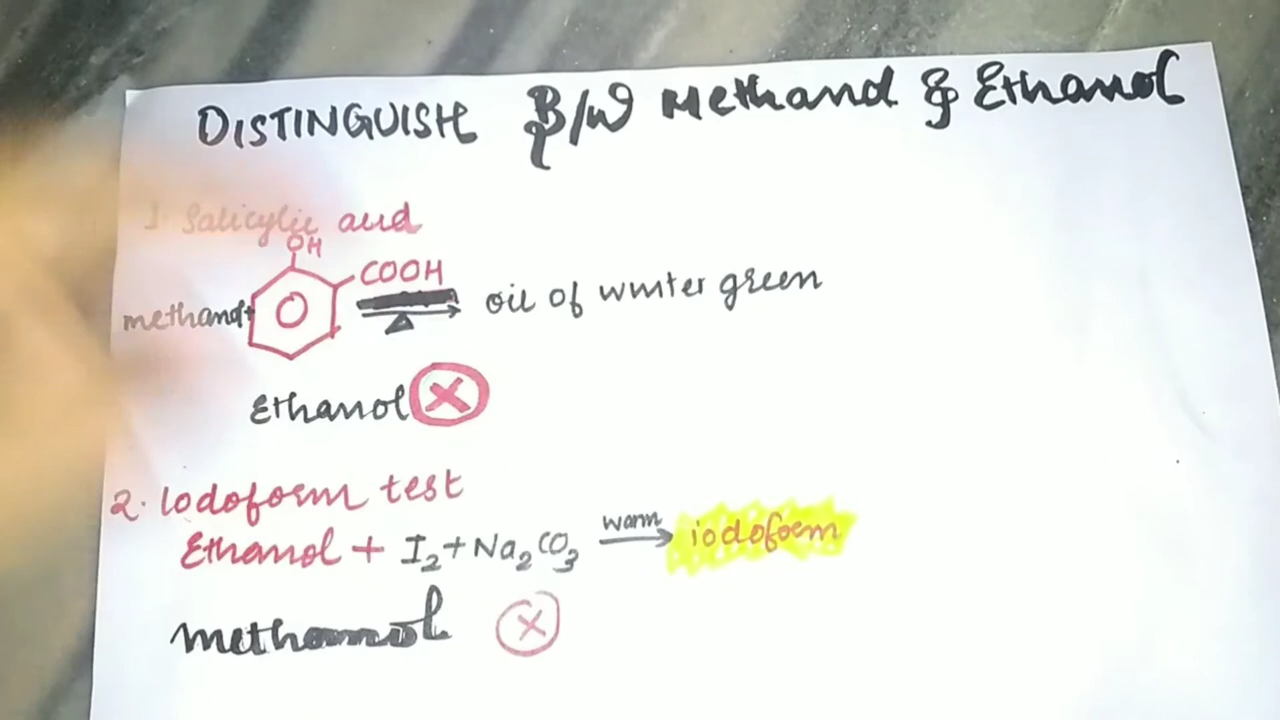 DISTINGUISH B/W Methanol & Ethanol
1 Salicylic acid
OH
COOH
methanol+ oil of winter green
Δ
Ethanol X
2. Iodoform test
Ethanol + I2+Na2CO3 warm iodoform
methanol X